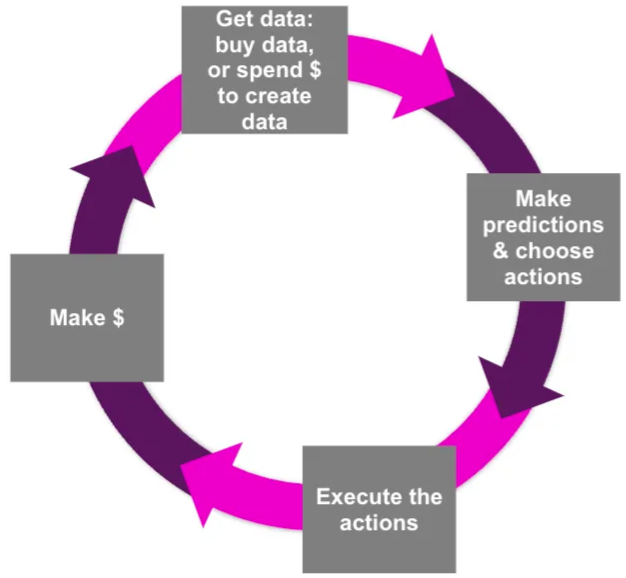 Get data:
buy data,
or spend $
to create
data
Make
predictions
& choose
actions
Make $
Execute the
actions